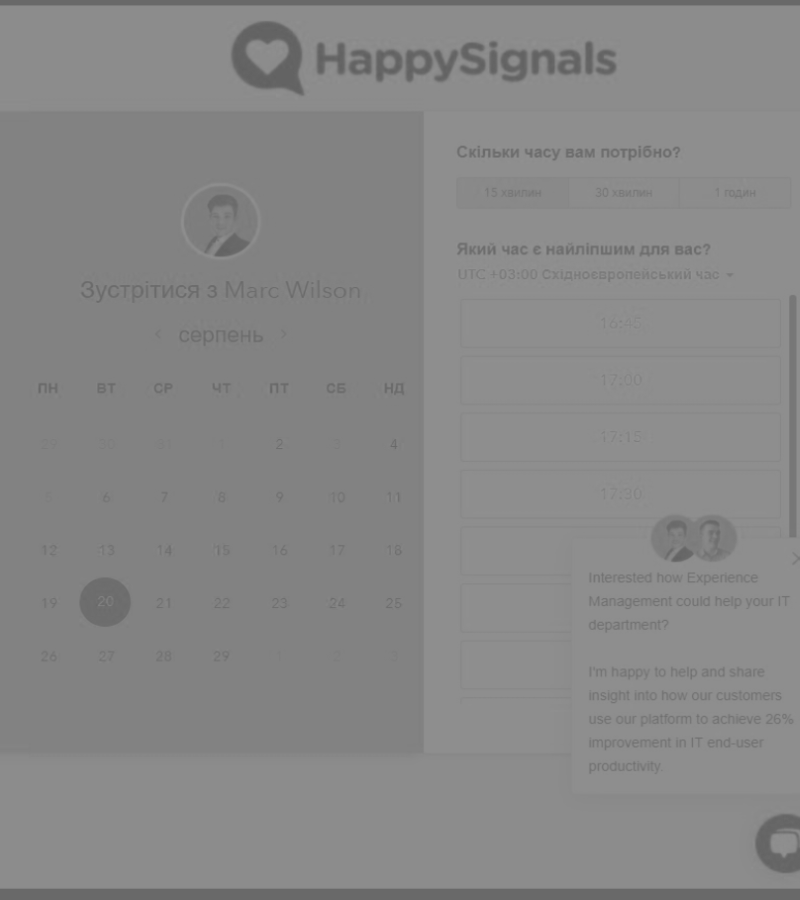 HappySignals
Зустрітися з Marc Wilson
серпень
ПН ВТ СР ЧТ ПТ СБ НД
29 30 2 3 4
5 6 7 8 9 10 11
12 13 14 15 16 17 18
19 20 21 22 23 24 25
26 27 28 29 1 2
Скільки часу вам потрібно?
15 хвилин 30 хвилин 1 годин
Який час є найліпшим для вас?
UTC +03:00 Східноєвропейський час
16:45
17:00
17:15
17:30
Interested how Experience
Management could help your IT
department?
I'm happy to help and share
insight into how our customers
use our platform to achieve 26%
improvement in IT end-user
productivity.